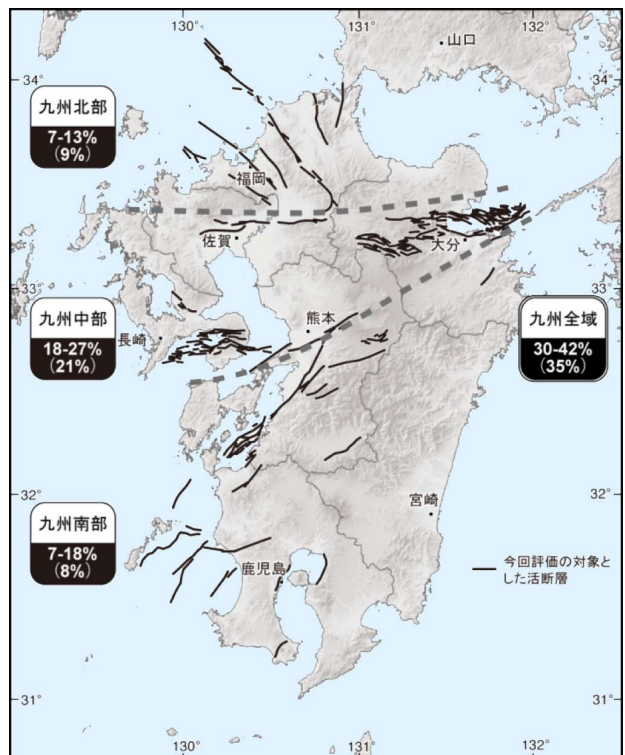 130°
131°
132°
山口
34°
34°
九州北部
7-13%
(9%)
福岡
佐賀
大分
33°
33°
九州中部
18-27%
(21%)
長崎
熊本
九州全域
30-42%
(35%)
32°
32°
宮崎
九州南部
7-18%
(8%)
鹿児島
今回評価の対象と
した活断層
31°
31°
130°
131°
132°